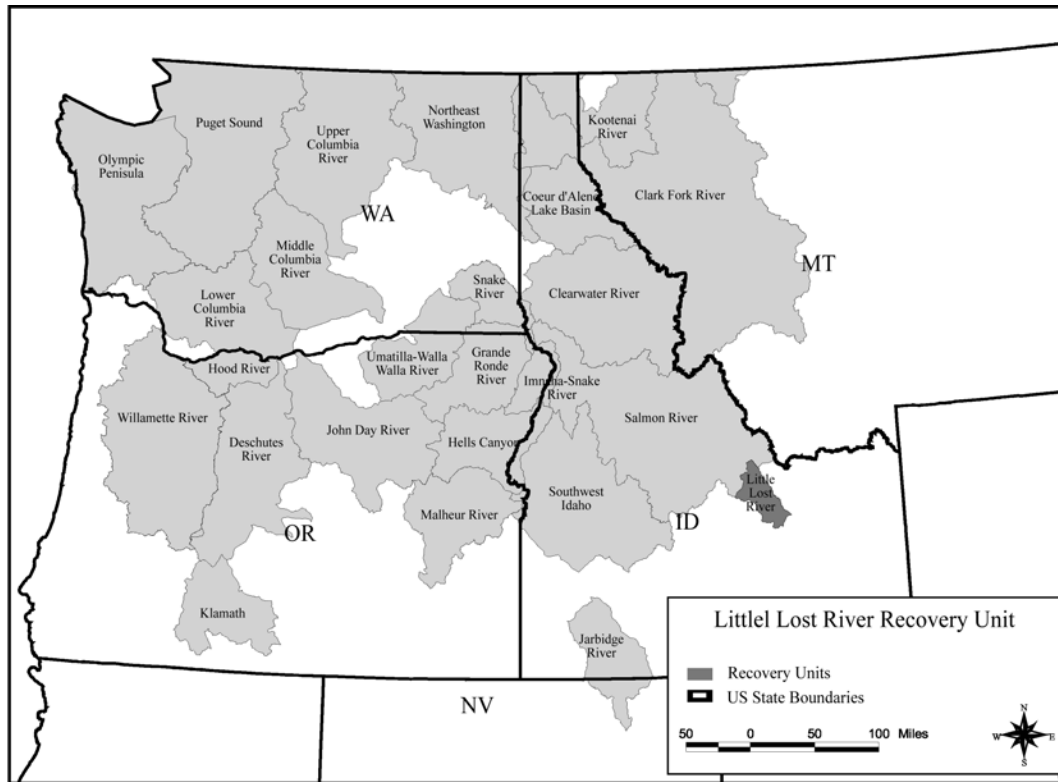 Puget Sound
Northeast
Washington
Kootenai
River
Upper
Columbia
River
Olympic
Penisula
Coeur d'Alene
Lake Basin
Clark Fork River
WA
Middle
Columbia
River
MT
Snake
River
Clearwater River
Lower
Columbia
River
Umatilla-Walla
Walla River
Grande
Ronde
River
Hood River
Imnaha-Snake
River
Willamette River
Salmon River
John Day River
Deschutes
River
Hells Canyon
Little
Lost
River
Southwest
Idaho
Malheur River
ID
OR
Klamath
Jarbidge
River
NV
Littlel Lost River Recovery Unit
Recovery Units
US State Boundaries
50 0 50 100 Miles
N
W E
S